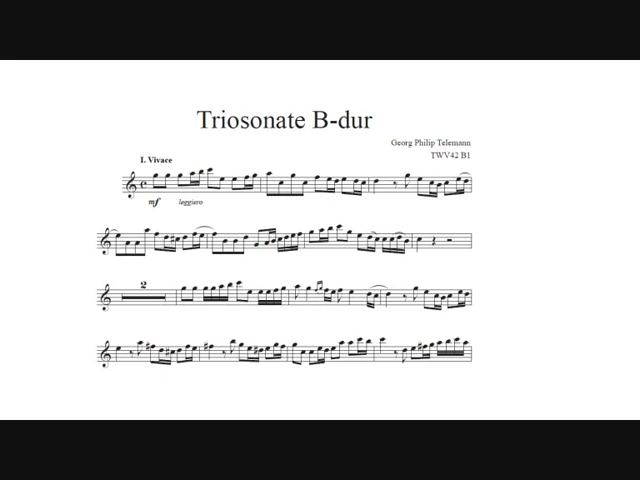 Triosonate B-dur
Georg Philip Telemann
TWV42 B1
I. Vivace
mf leggiero
2